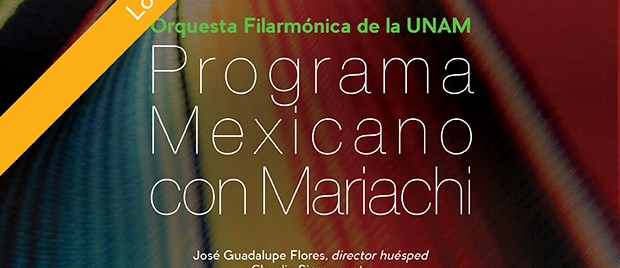 Orquesta Filarmónica de la UNAM
Programa
Mexicano
con Mariachi
José Guadalupe Flores, director huésped